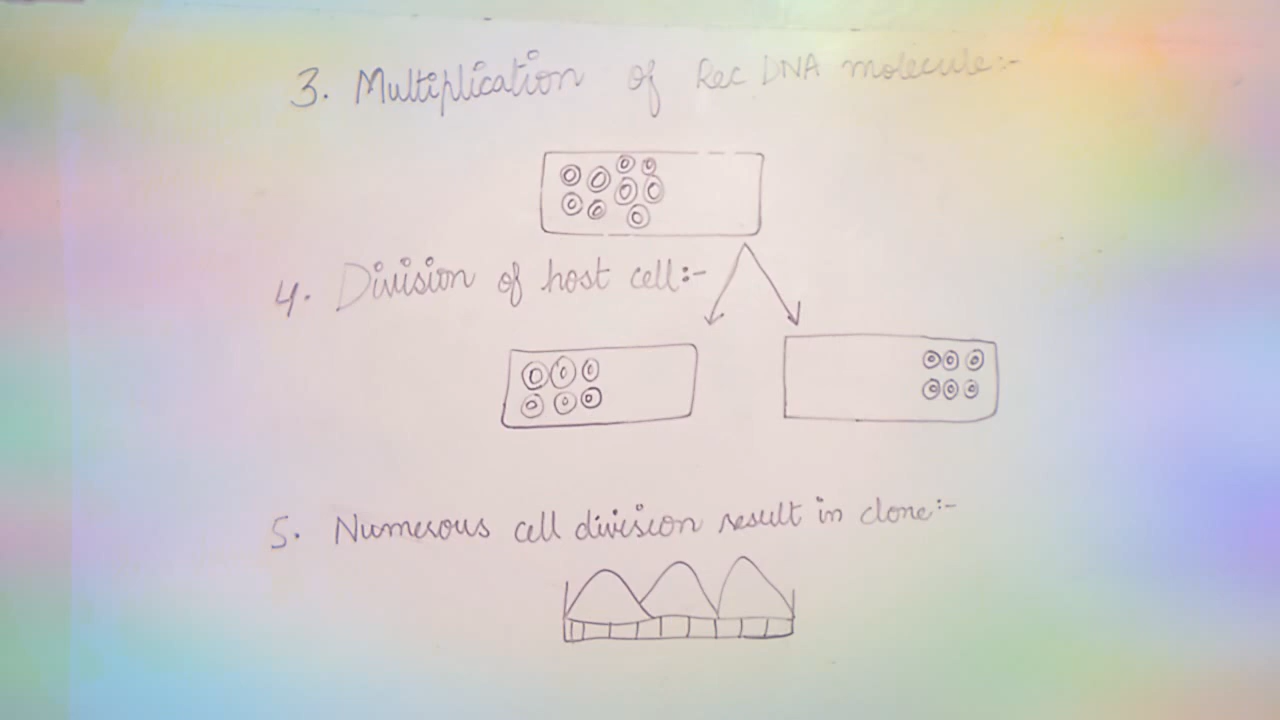 3. Multiplication of Rec DNA molecule:-
4. Division of host cell:-
5. Numerous cell division result in clone:-